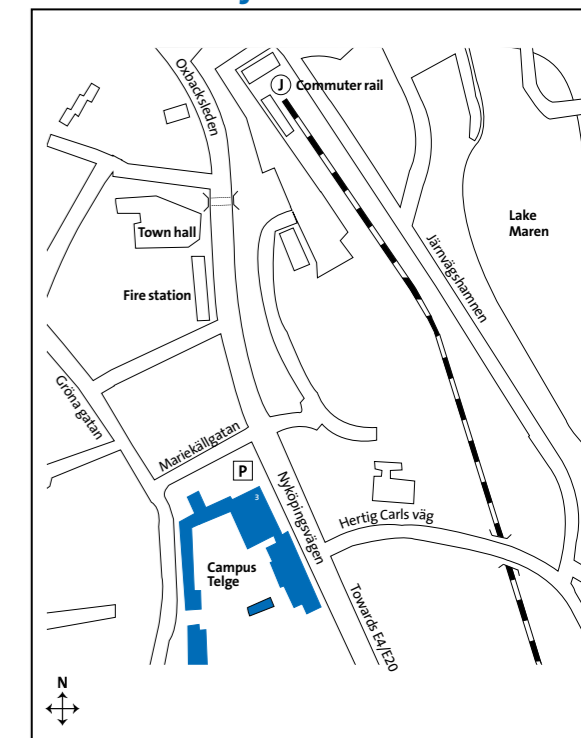 Oxbacksleden
J
Commuter rail
Lake
Maren
Town hall
Järnvägshamnen
Fire station
Gröna gatan
Mariekällgatan
P
3
Nyköpingsvägen
Hertig Carls väg
Campus
Telge
Towards E4/E20
N